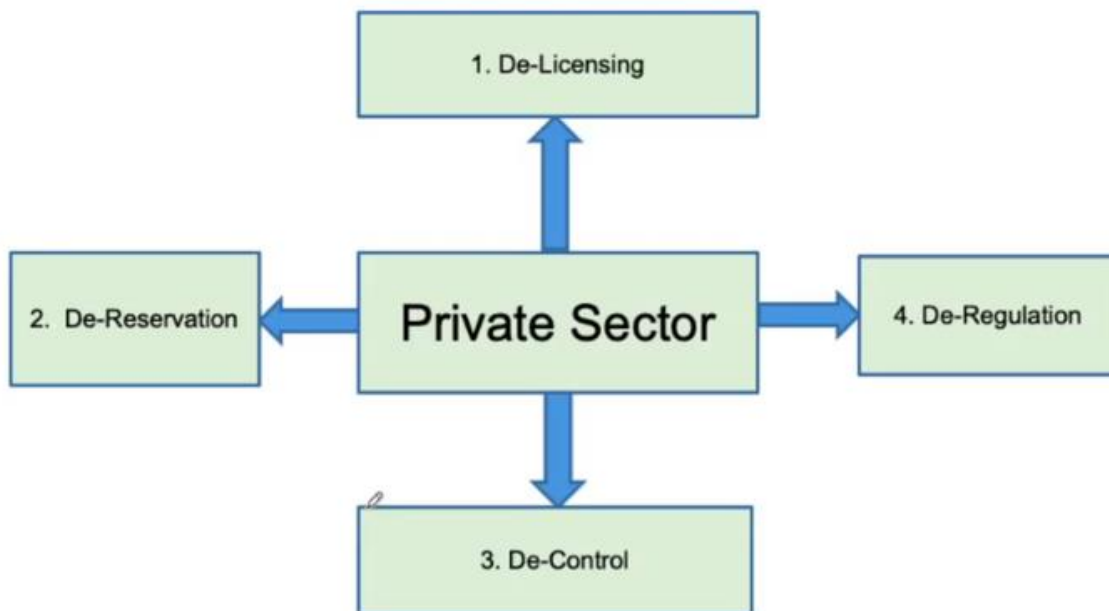 1. De-Licensing
2. De-Reservation
Private Sector
4. De-Regulation
3. De-Control